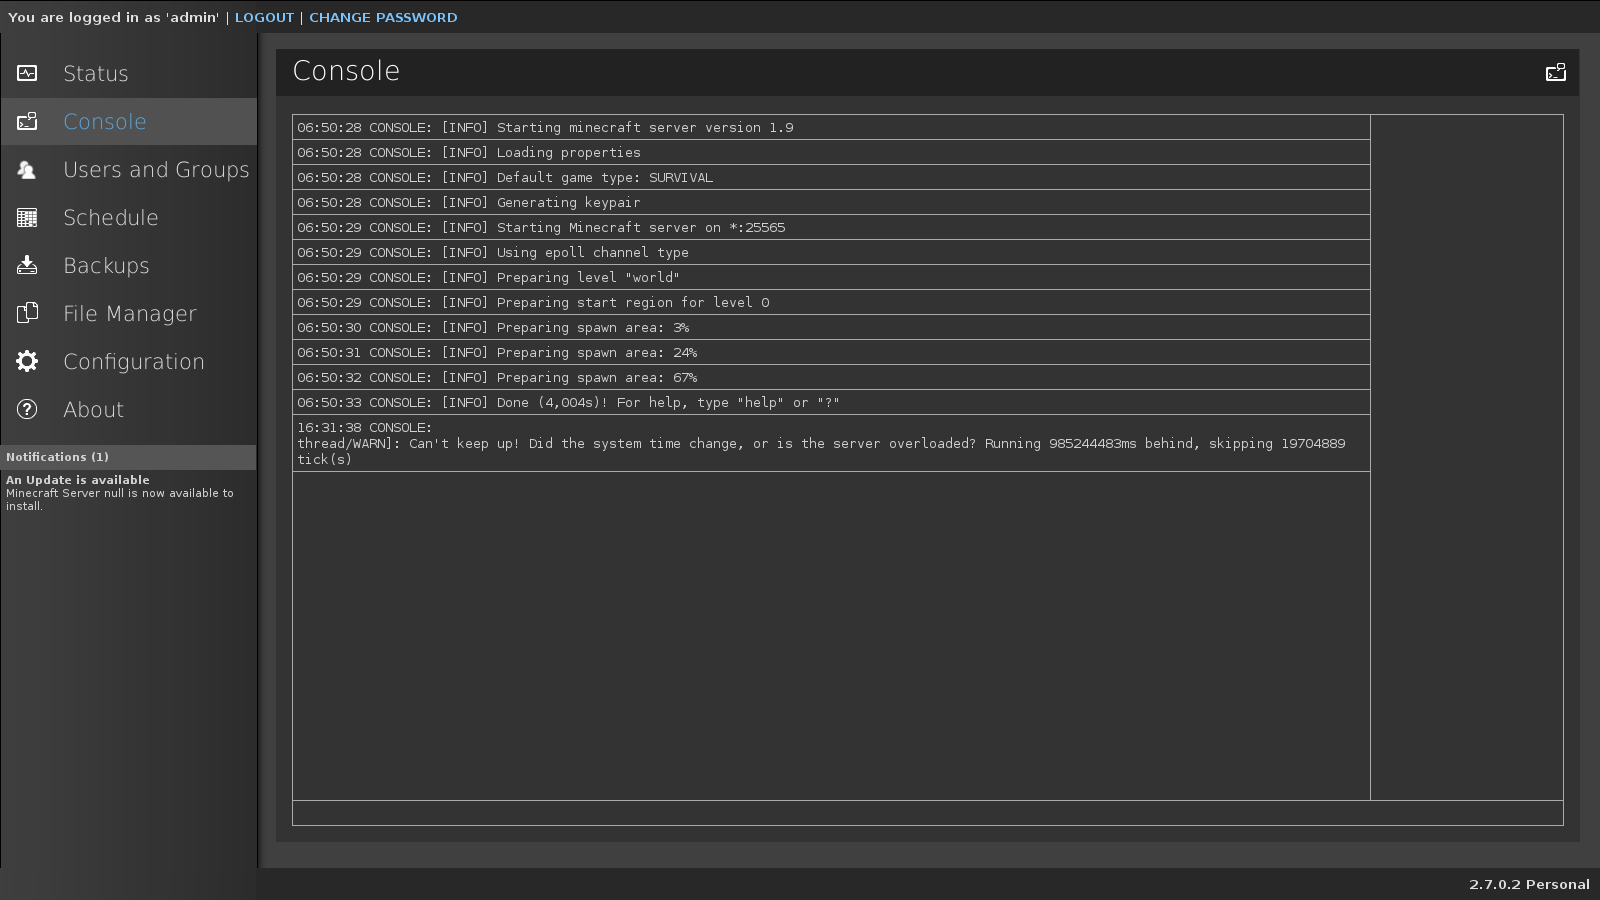 You are logged in as 'admin' | LOGOUT | CHANGE PASSWORD
Status
Console
Users and Groups
Schedule
Backups
File Manager
Configuration
About
Notifications (1)
An Update is available
Minecraft Server null is now available to
install.
Console
06:50:28 CONSOLE: [INFO] Starting minecraft server version 1.9
06:50:28 CONSOLE: [INFO] Loading properties
06:50:28 CONSOLE: [INFO] Default game type: SURVIVAL
06:50:28 CONSOLE: [INFO] Generating keypair
06:50:29 CONSOLE: [INFO] Starting Minecraft server on *:25565
06:50:29 CONSOLE: [INFO] Using epoll channel type
06:50:29 CONSOLE: [INFO] Preparing level "world"
06:50:29 CONSOLE: [INFO] Preparing start region for level 0
06:50:30 CONSOLE: [INFO] Preparing spawn area: 3%
06:50:31 CONSOLE: [INFO] Preparing spawn area: 24%
06:50:32 CONSOLE: [INFO] Preparing spawn area: 67%
06:50:33 CONSOLE: [INFO] Done (4,004s)! For help, type "help" or "?"
16:31:38 CONSOLE:
thread/WARN]: Can't keep up! Did the system time change, or is the server overloaded? Running 985244483ms behind, skipping 19704889
tick(s)
2.7.0.2 Personal